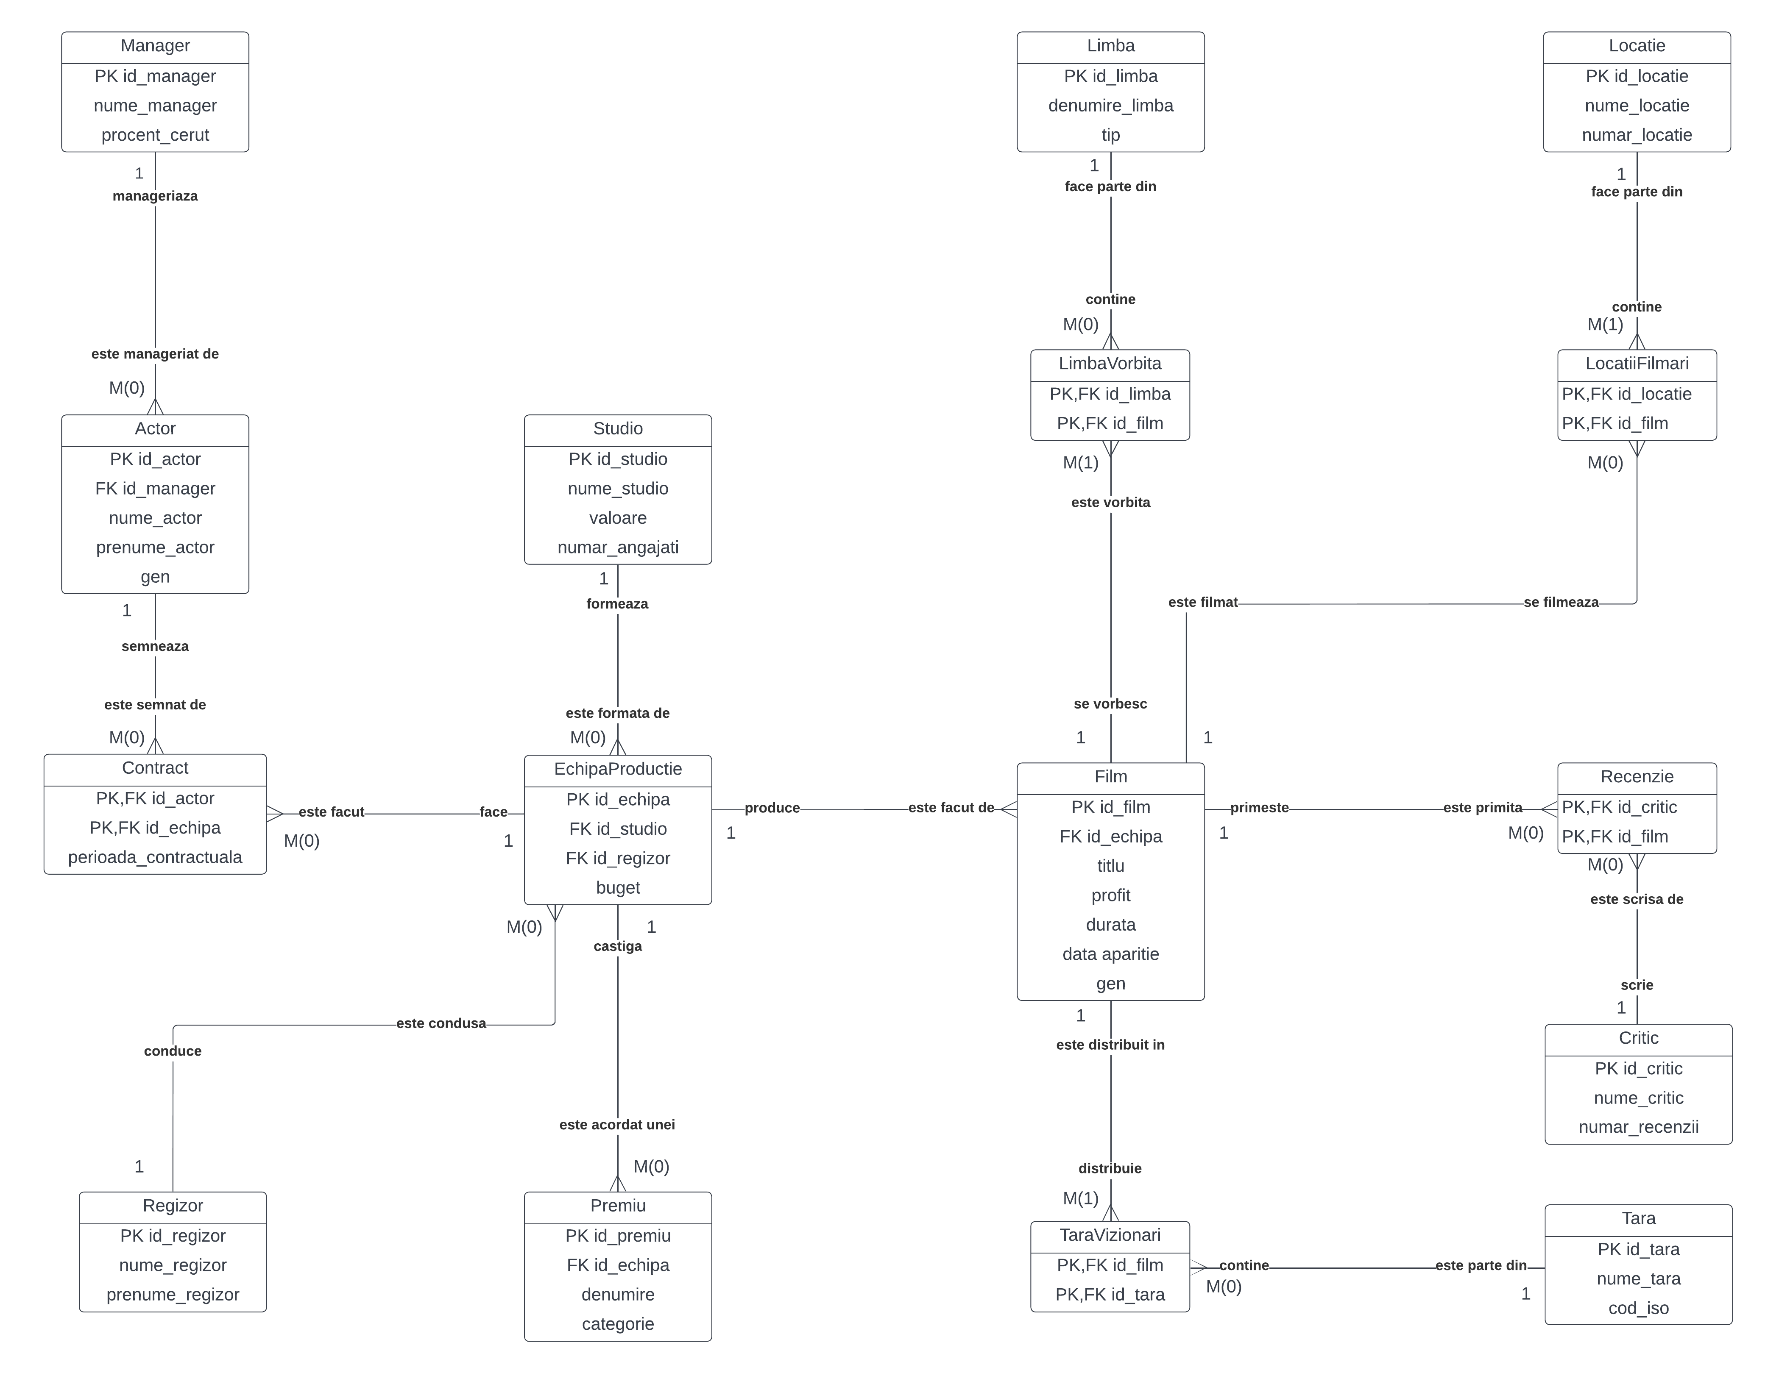 Manager
PK id_manager
nume_manager
procent_cerut
1
manageriaza
este manageriat de
M(0)
Actor
PK id_actor
FK id_manager
nume_actor
prenume_actor
gen
1
semneaza
este semnat de
M(0)
Contract
PK,FK id_actor
PK,FK id_echipa
perioada_contractuala
este facut
M(0)
face
1
Studio
PK id_studio
nume_studio
valoare
numar_angajati
1
formeaza
este formata de
M(0)
EchipaProductie
PK id_echipa
FK id_studio
FK id_regizor
buget
M(0)
este condusa
conduce
1
Regizor
PK id_regizor
nume_regizor
prenume_regizor
1
castiga
este acordat unei
M(0)
Premiu
PK id_premiu
FK id_echipa
denumire
categorie
produce
1
este facut de
Limba
PK id_limba
denumire_limba
tip
1
face parte din
contine
M(0)
LimbaVorbita
PK,FK id_limba
PK,FK id_film
M(1)
este vorbita
se vorbesc
1
Locatie
PK id_locatie
nume_locatie
numar_locatie
1
face parte din
contine
M(1)
LocatiiFilmari
PK,FK id_locatie
PK,FK id_film
M(0)
se filmeaza
este filmat
1
Film
PK id_film
FK id_echipa
titlu
profit
durata
data aparitie
gen
primeste
1
este primita
M(0)
Recenzie
PK,FK id_critic
PK,FK id_film
M(0)
este scrisa de
scrie
1
Critic
PK id_critic
nume_critic
numar_recenzii
1
este distribuit in
distribuie
M(1)
TaraVizionari
PK,FK id_film
PK,FK id_tara
contine
M(0)
este parte din
1
Tara
PK id_tara
nume_tara
cod_iso